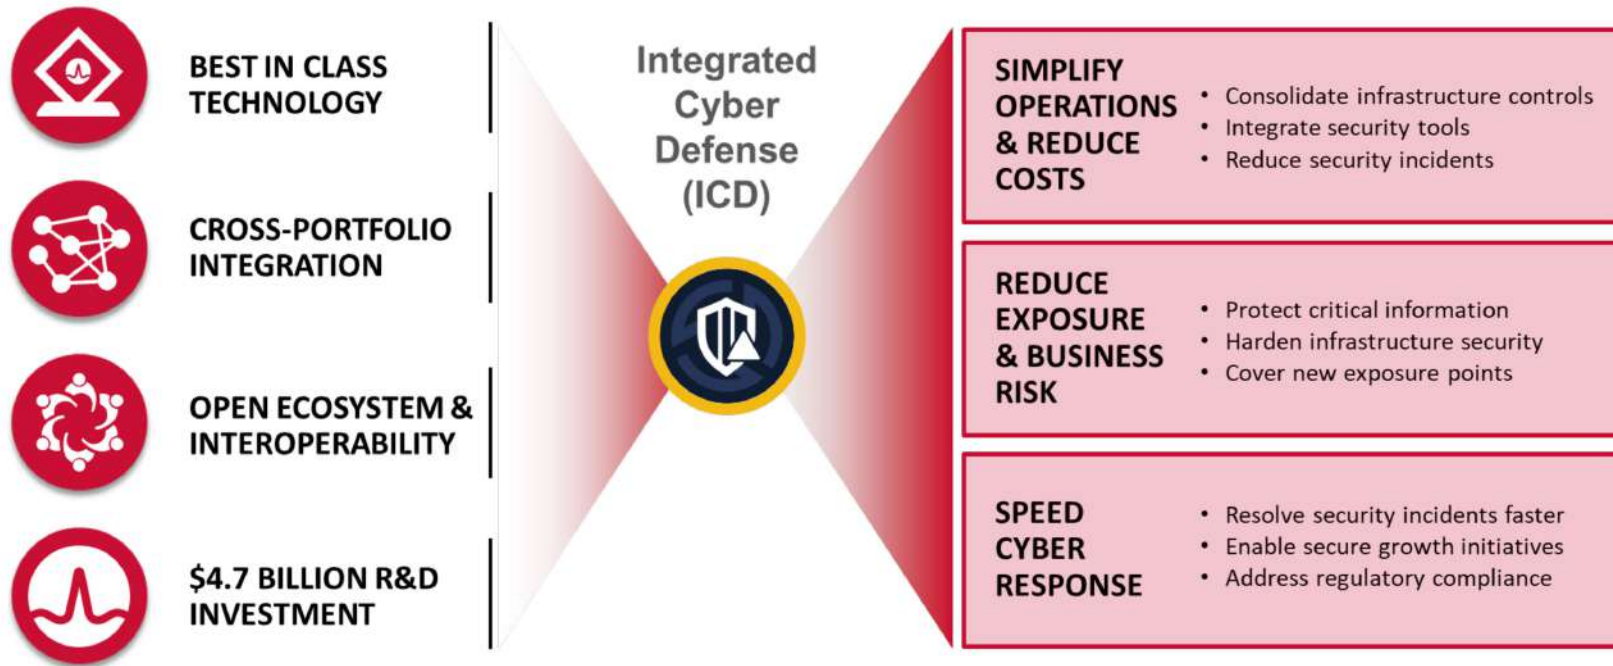 BEST IN CLASS
TECHNOLOGY
CROSS-PORTFOLIO
INTEGRATION
OPEN ECOSYSTEM &
INTEROPERABILITY
$4.7 BILLION R&D
INVESTMENT
Integrated
Cyber
Defense
(ICD)
SIMPLIFY
OPERATIONS
& REDUCE
COSTS
• Consolidate infrastructure controls
• Integrate security tools
• Reduce security incidents
REDUCE
EXPOSURE
& BUSINESS
RISK
• Protect critical information
• Harden infrastructure security
• Cover new exposure points
SPEED
CYBER
RESPONSE
• Resolve security incidents faster
• Enable secure growth initiatives
• Address regulatory compliance